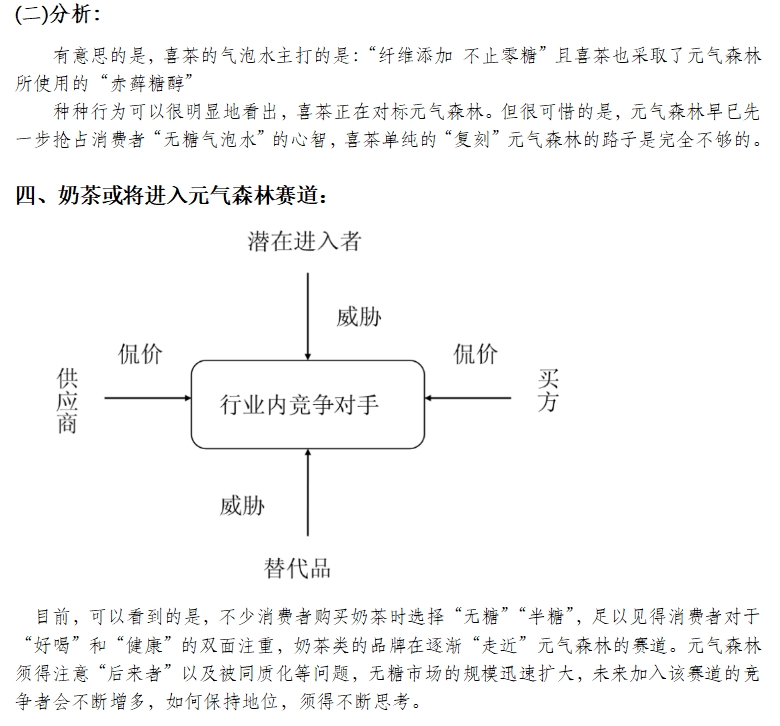 (二)分析：
有意思的是，喜茶的气泡水主打的是：“纤维添加 不止零糖”且喜茶也采取了元气森林
所使用的“赤藓糖醇”
种种行为可以很明显地看出，喜茶正在对标元气森林。但很可惜的是，元气森林早已先
一步抢占消费者“无糖气泡水”的心智，喜茶单纯的“复刻”元气森林的路子是完全不够的。
四、奶茶或将进入元气森林赛道：
潜在进入者
威胁
侃价
侃价
供应商
行业内竞争对手
买方
威胁
替代品
目前，可以看到的是，不少消费者购买奶茶时选择“无糖”“半糖”，足以见得消费者对于
“好喝”和“健康”的双面注重，奶茶类的品牌在逐渐“走近”元气森林的赛道。元气森林
须得注意“后来者”以及被同质化等问题，无糖市场的规模迅速扩大，未来加入该赛道的竞
争者会不断增多，如何保持地位，须得不断思考。